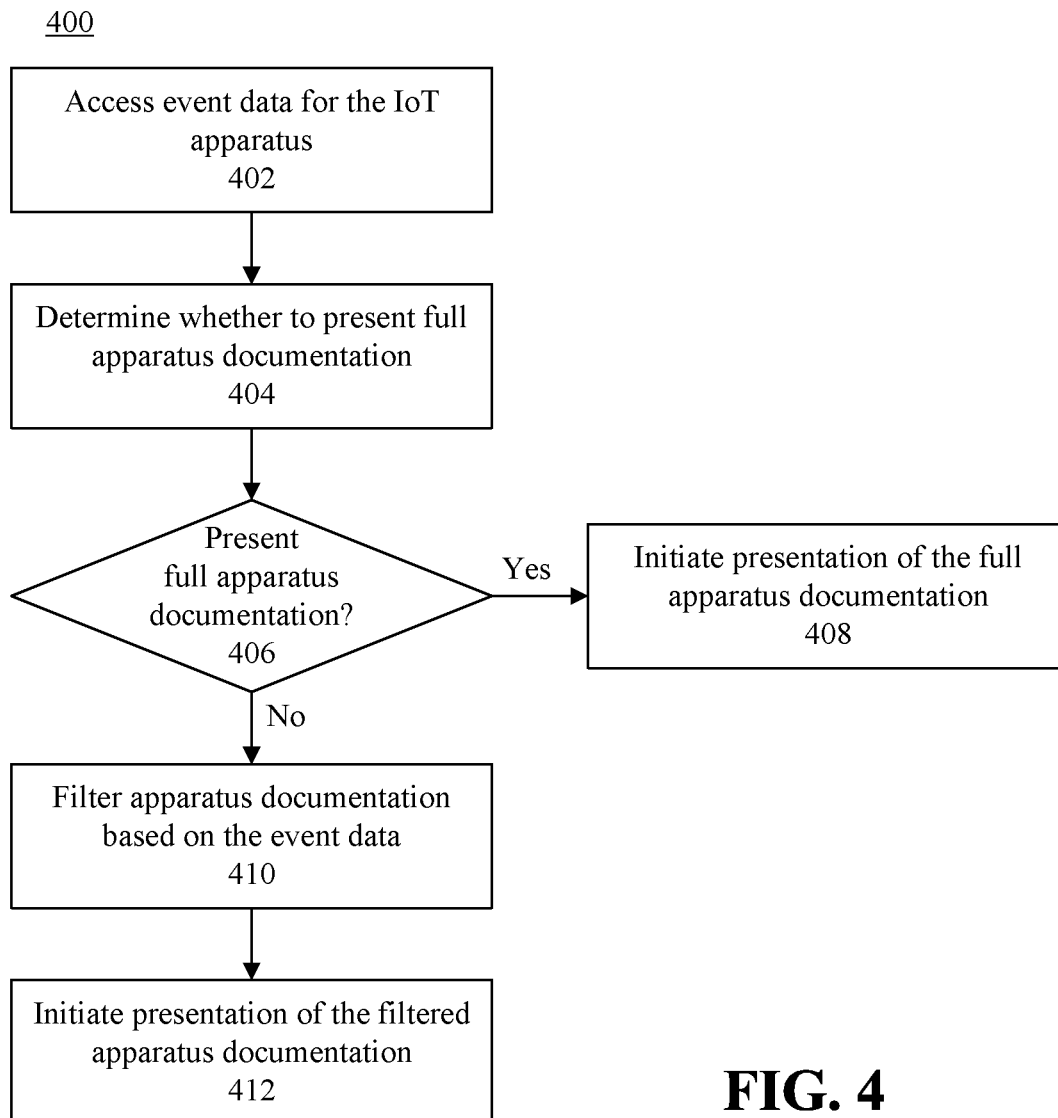 400
Access event data for the IoT
apparatus
402
Determine whether to present full
apparatus documentation
404
Present
full apparatus
documentation?
406
Yes
Initiate presentation of the full
apparatus documentation
408
No
Filter apparatus documentation
based on the event data
410
Initiate presentation of the filtered
apparatus documentation
412
FIG. 4